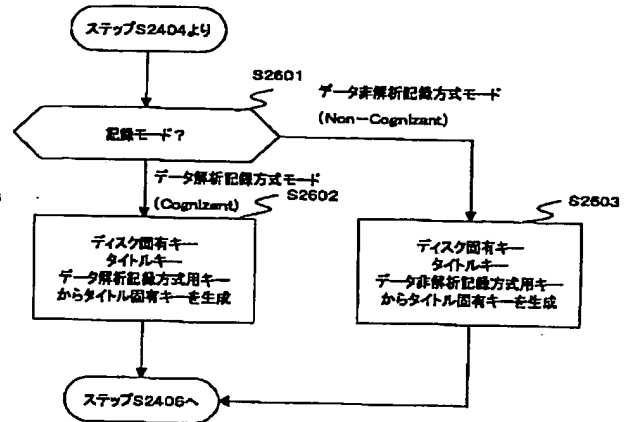 ステップS2404より
S2601
データ非解析記録方式モード
(Non-Cognizant)
記録モード?
データ解析記録方式モード
(Cognizant)
S2602
S2603
ディスク固有キー
タイトルキー
データ解析記録方式用キー
からタイトル固有キーを生成
ディスク固有キー
タイトルキー
データ非解析記録方式用キー
からタイトル固有キーを生成
ステップS2406へ